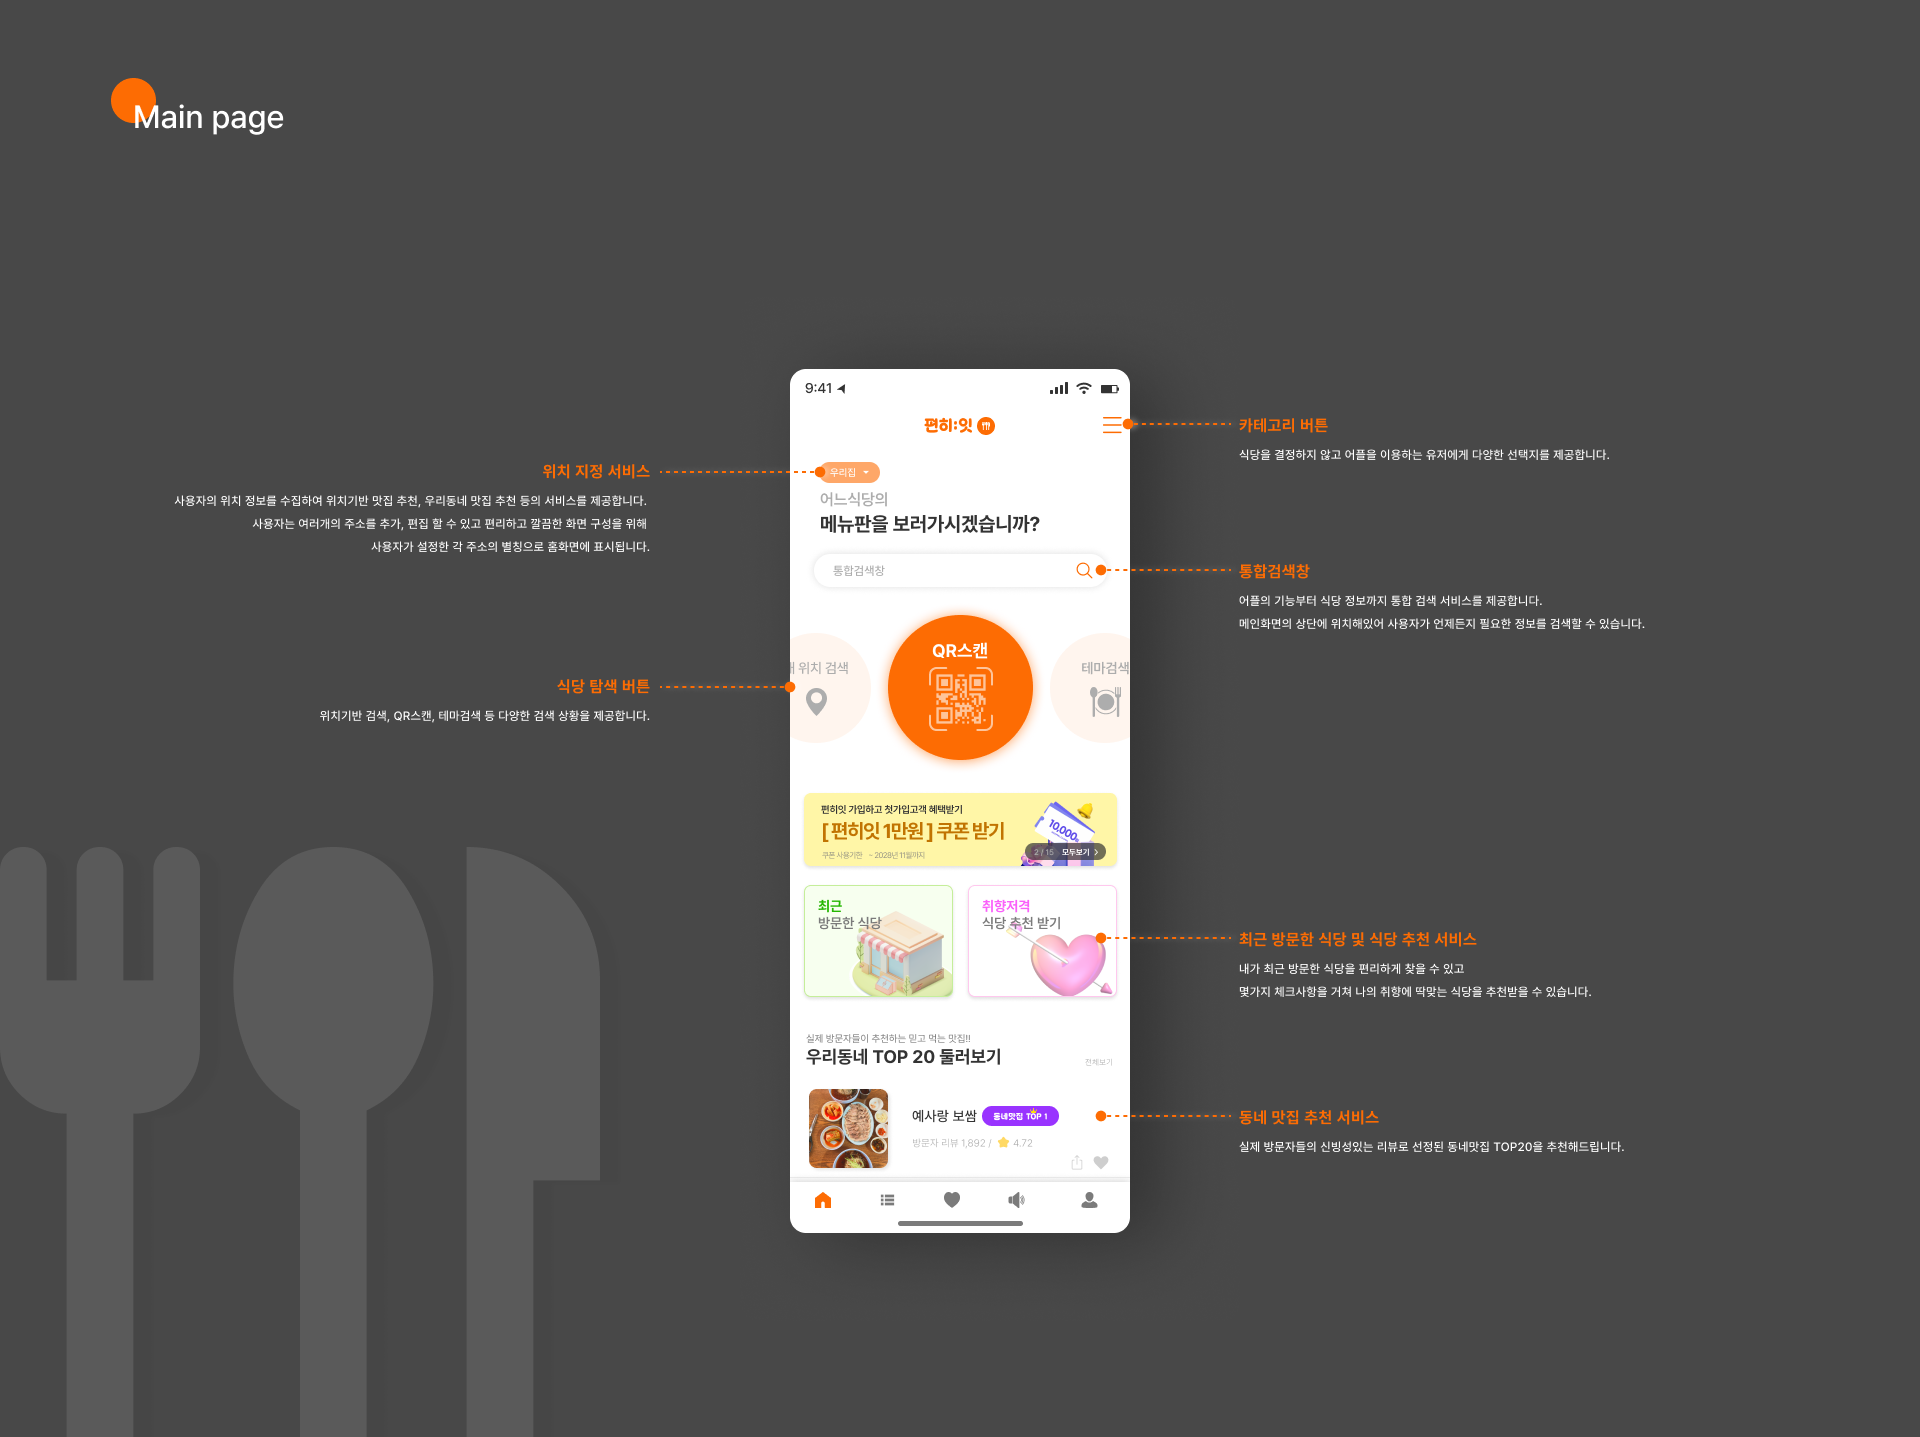 Main page
9:41
편히:잇
우리집
어느식당의
메뉴판을 보러가시겠습니까?
통합검색창
위치 검색
QR스캔
테마검색
편히잇 가입하고 첫가입고객 혜택받기
[ 편히잇 1만원 ] 쿠폰 받기
쿠폰 사용기한 ~ 2028년 11월까지
10,000
2 / 15 모두보기
최근
방문한 식당
취향저격
식당 추천 받기
실제 방문자들이 추천하는 믿고 먹는 맛집!!
우리동네 TOP 20 둘러보기
전체보기
예사랑 보쌈
동네맛집 TOP 1
방문자 리뷰 1,892 / 4.72
위치 지정 서비스
사용자의 위치 정보를 수집하여 위치기반 맛집 추천, 우리동네 맛집 추천 등의 서비스를 제공합니다.
사용자는 여러개의 주소를 추가, 편집 할 수 있고 편리하고 깔끔한 화면 구성을 위해
사용자가 설정한 각 주소의 별칭으로 홈화면에 표시됩니다.
식당 탐색 버튼
위치기반 검색, QR스캔, 테마검색 등 다양한 검색 상황을 제공합니다.
카테고리 버튼
식당을 결정하지 않고 어플을 이용하는 유저에게 다양한 선택지를 제공합니다.
통합검색창
어플의 기능부터 식당 정보까지 통합 검색 서비스를 제공합니다.
메인화면의 상단에 위치해있어 사용자가 언제든지 필요한 정보를 검색할 수 있습니다.
최근 방문한 식당 및 식당 추천 서비스
내가 최근 방문한 식당을 편리하게 찾을 수 있고
몇가지 체크사항을 거쳐 나의 취향에 딱맞는 식당을 추천받을 수 있습니다.
동네 맛집 추천 서비스
실제 방문자들의 신빙성있는 리뷰로 선정된 동네맛집 TOP20을 추천해드립니다.